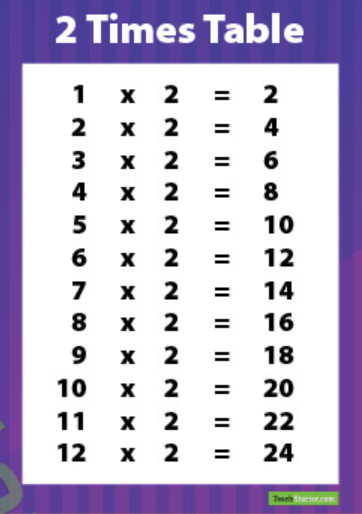 2 Times Table
1 x 2 = 2
2 x 2 = 4
3 x 2 = 6
4 x 2 = 8
5 x 2 = 10
6 x 2 = 12
7 x 2 = 14
8 x 2 = 16
9 x 2 = 18
10 x 2 = 20
11 x 2 = 22
12 x 2 = 24
TeachStarter.com